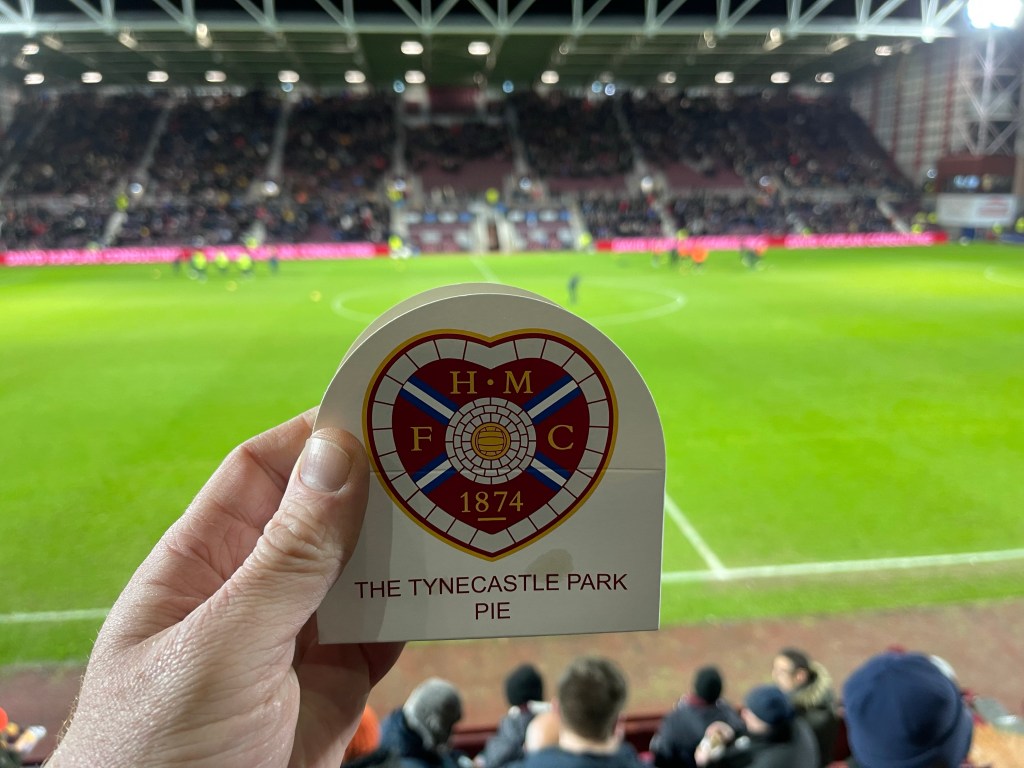 H·M
F C
1874
THE TYNECASTLE PARK
PIE